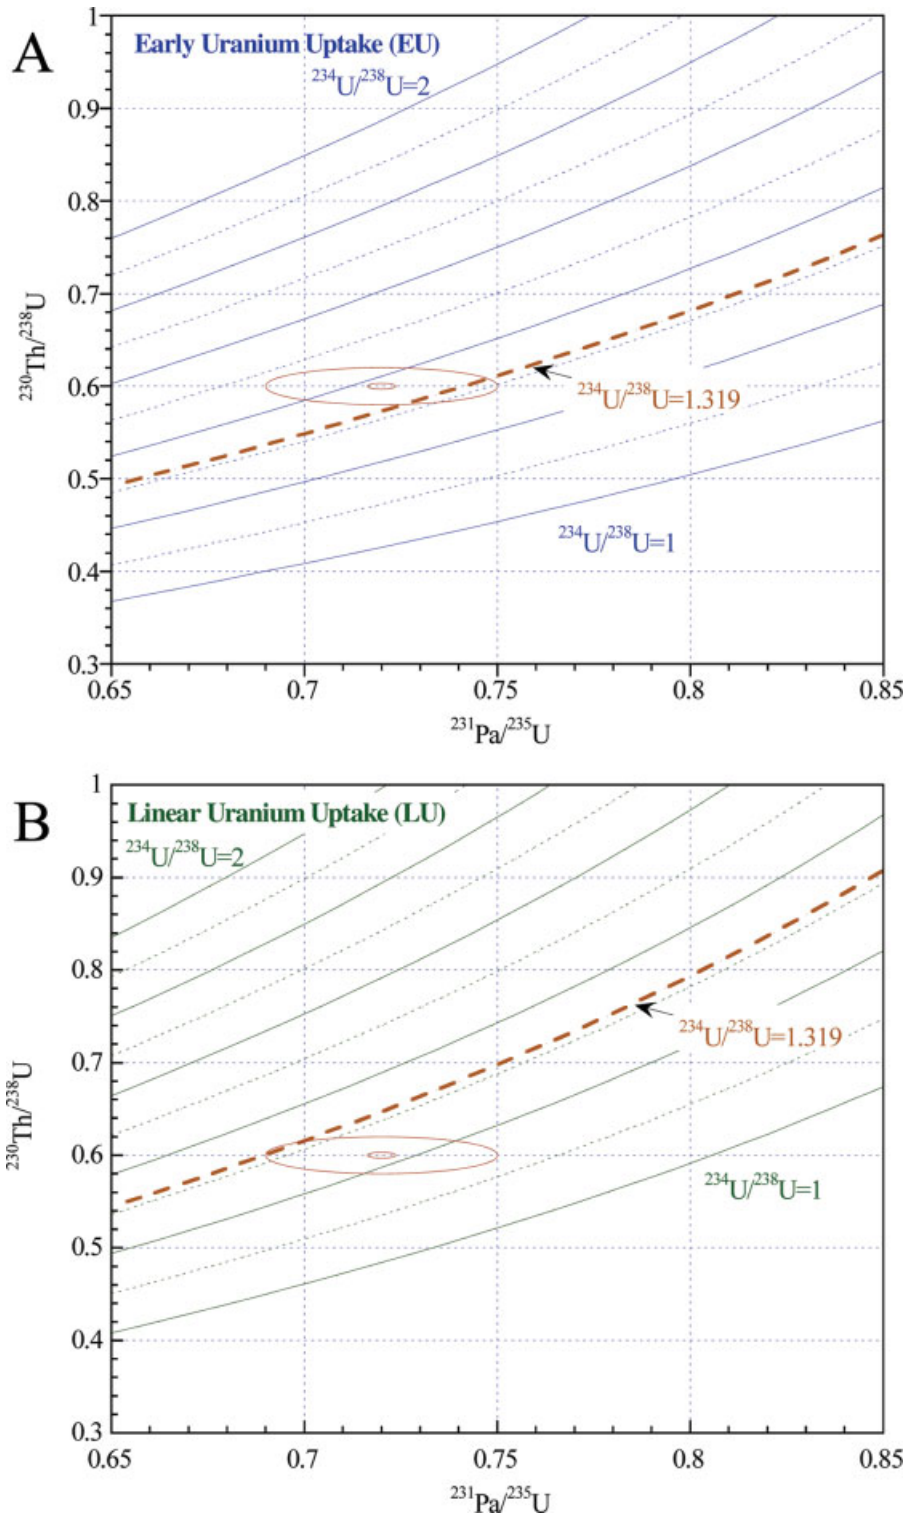 A
Early Uranium Uptake (EU)
²³⁴U/²³⁸U=2
1
0.9
0.8
0.7
0.6
0.5
0.4
0.3
²³⁰Th/²³⁸U
²³⁴U/²³⁸U=1.319
²³⁴U/²³⁸U=1
0.65
0.7
0.75
0.8
0.85
²³¹Pa/²³⁵U
B
Linear Uranium Uptake (LU)
²³⁴U/²³⁸U=2
1
0.9
0.8
0.7
0.6
0.5
0.4
0.3
²³⁰Th/²³⁸U
²³⁴U/²³⁸U=1.319
²³⁴U/²³⁸U=1
0.65
0.7
0.75
0.8
0.85
²³¹Pa/²³⁵U